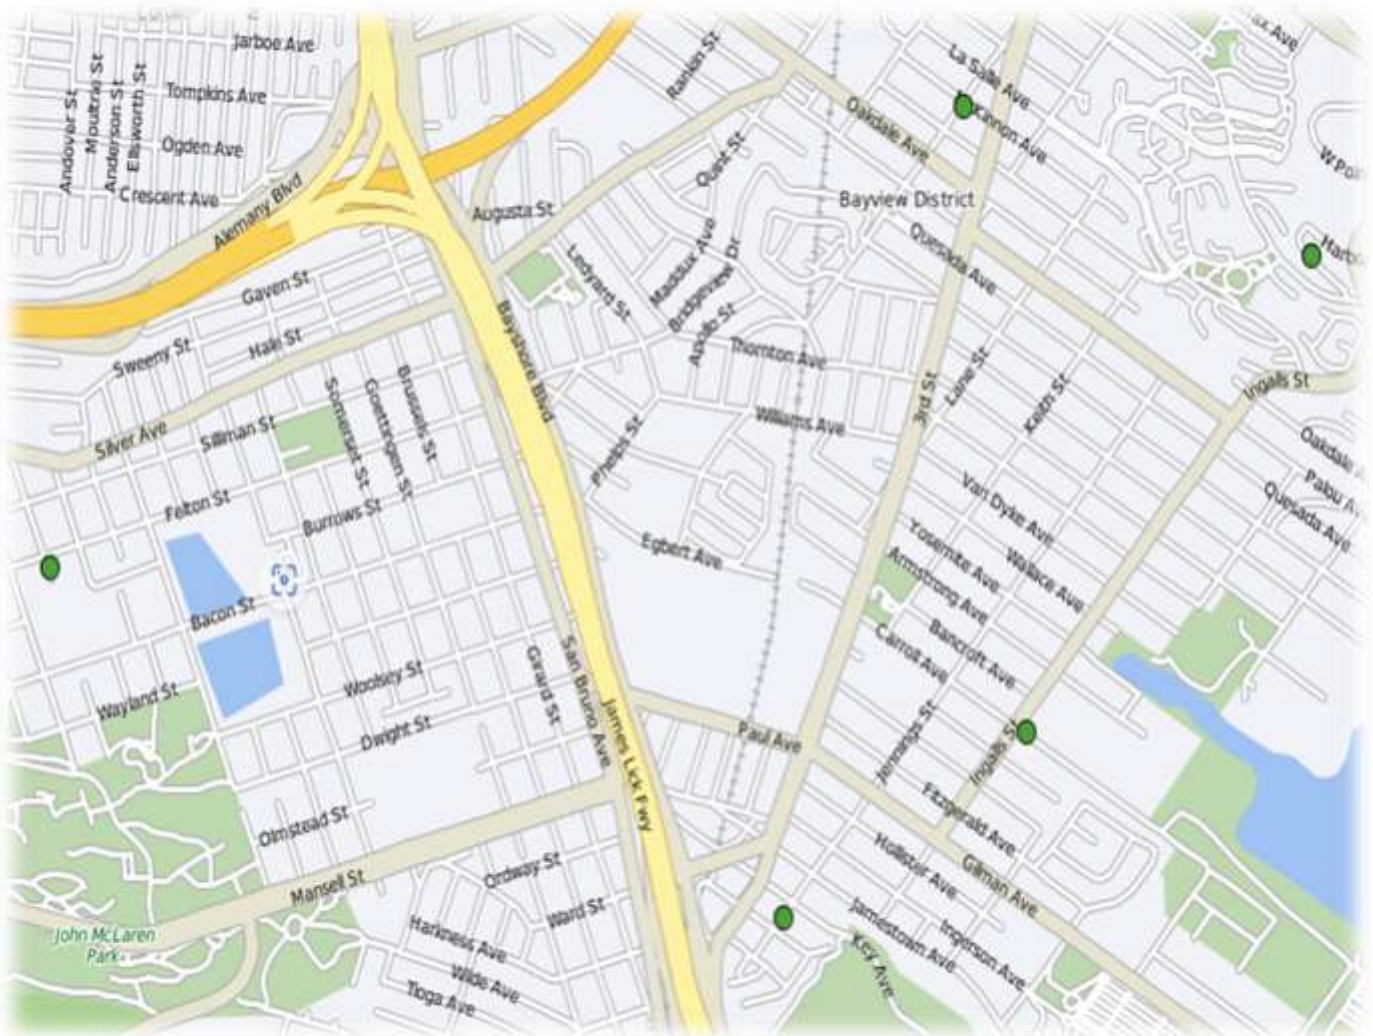 Jarboe Ave
Tompkins Ave
Ogden Ave
Crescent Ave
Andover St
Moultrie St
Anderson St
Ellsworth St
Alemany Blvd
Augusta St
Rankin St
Quint St
La Salle Ave
Oakdale Ave
Bayview District
Quesada Ave
Gaven St
Hale St
Sweeny St
Silver Ave
Silliman St
Felton St
Burrows St
Somerset St
Goettingen St
Brussels St
Bayshore Blvd
Ledyard St
Maddux Ave
Bridgeview Dr
Apollo St
Thornton Ave
Williams Ave
Phelps St
Egbert Ave
3rd St
Lane St
Keith St
Ingalls St
Van Dyke Ave
Wallace Ave
Yosemite Ave
Armstrong Ave
Bancroft Ave
Carroll Ave
Quesada Ave
Bacon St
Wayland St
Woolsey St
Dwight St
Girard St
San Bruno Ave
James Lick Fwy
Paul Ave
Jennings St
Ingalls St
Fitzgerald Ave
Gilman Ave
Hollister Ave
Jamestown Ave
Ingerson Ave
Key Ave
Olmstead St
Mansell St
Ordway St
Ward St
Harkness Ave
Wilde Ave
Tioga Ave
John McLaren
Park